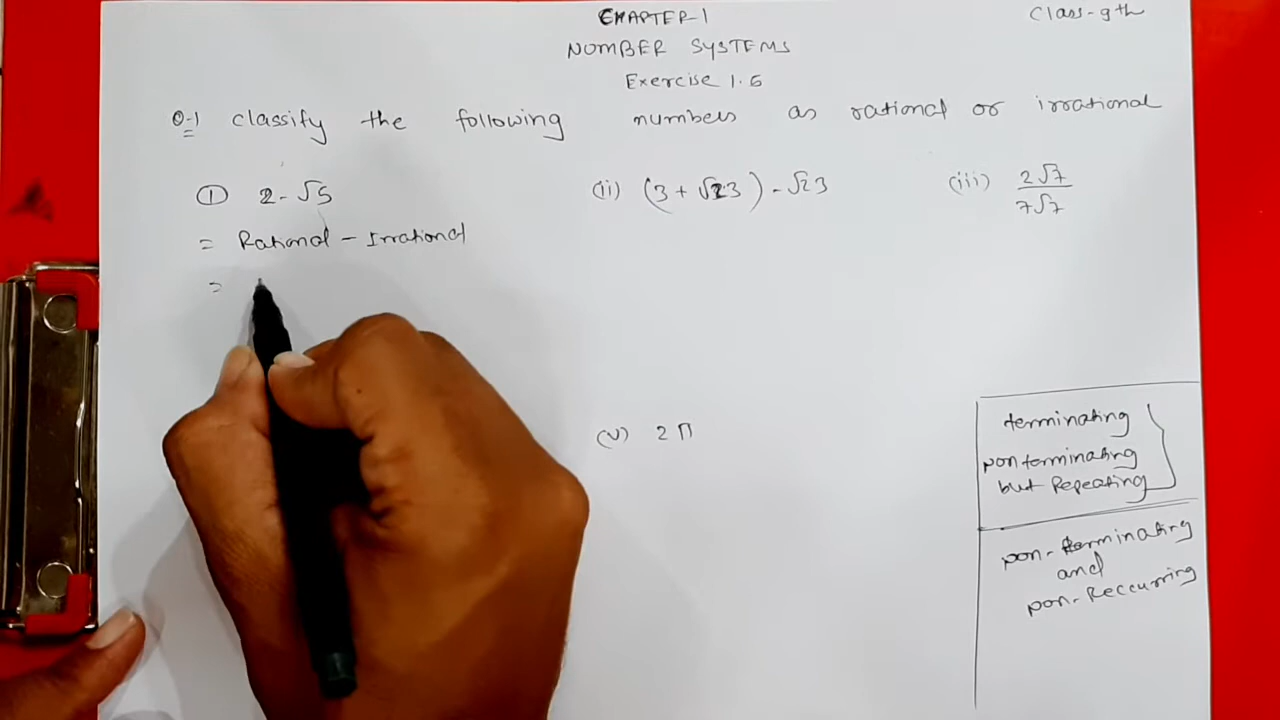 CHAPTER-1
Class-9th
NUMBER SYSTEMS
Exercise 1.5
Q-1 classify the following numbers as rational or irrational
(i) 2-√5
(ii) (3+√23)-√23
(iii) 2√7/7√7
= Rational - Irrational
=
(v) 2π
terminating
non terminating
but Repeating
non-terminating
and
non-Reccurring